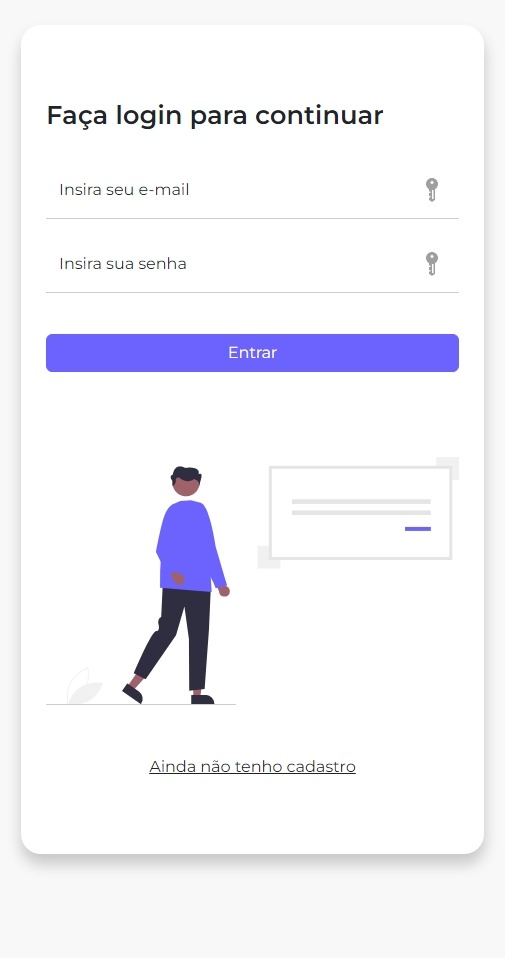 Faça login para continuar
Insira seu e-mail
Insira sua senha
Entrar
Ainda não tenho cadastro